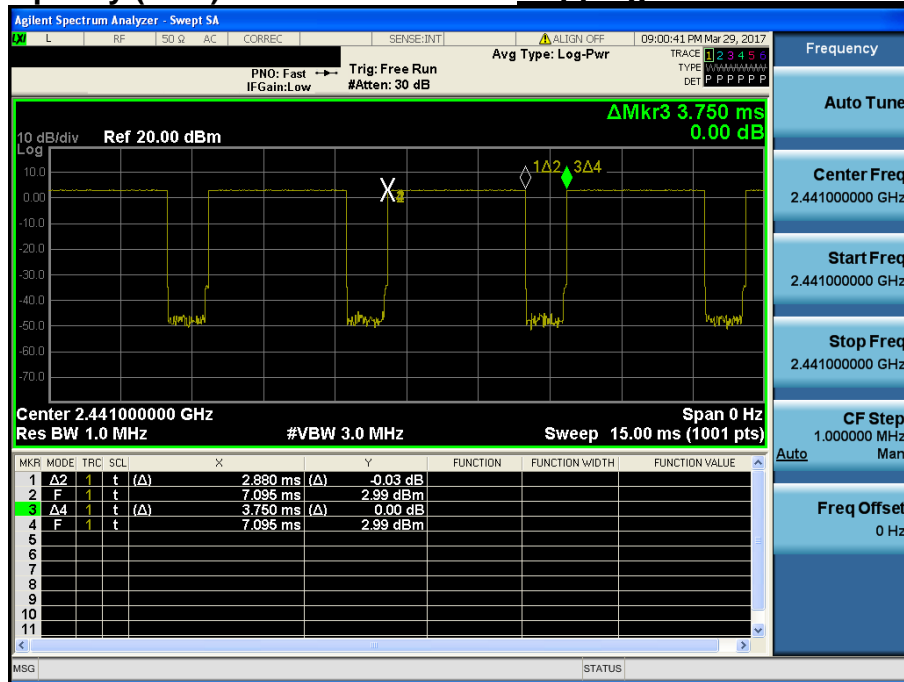 Agilent Spectrum Analyzer - Swept SA
LXI L RF 50 Ω AC CORREC SENSE:INT ALIGN OFF 09:00:41 PM Mar 29, 2017
Avg Type: Log-Pwr TRACE 1 2 3 4 5 6
PNO: Fast Trig: Free Run TYPE WWWWWW
IFGain:Low #Atten: 30 dB DET P P P P P P
Frequency
ΔMkr3 3.750 ms
0.00 dB
10 dB/div Ref 20.00 dBm
Log
10.0
0.00
-10.0
-20.0
-30.0
-40.0
-50.0
-60.0
-70.0
X2
1Δ2 3Δ4
Center 2.441000000 GHz Span 0 Hz
Res BW 1.0 MHz #VBW 3.0 MHz Sweep 15.00 ms (1001 pts)
MKR MODE TRC SCL X Y FUNCTION FUNCTION WIDTH FUNCTION VALUE
1 Δ2 1 t (Δ) 2.880 ms (Δ) -0.03 dB
2 F 1 t 7.095 ms 2.99 dBm
3 Δ4 1 t (Δ) 3.750 ms (Δ) 0.00 dB
4 F 1 t 7.095 ms 2.99 dBm
5
6
7
8
9
10
11
MSG STATUS
Auto Tune
Center Freq
2.441000000 GHz
Start Freq
2.441000000 GHz
Stop Freq
2.441000000 GHz
CF Step
1.000000 MHz
Auto Man
Freq Offset
0 Hz